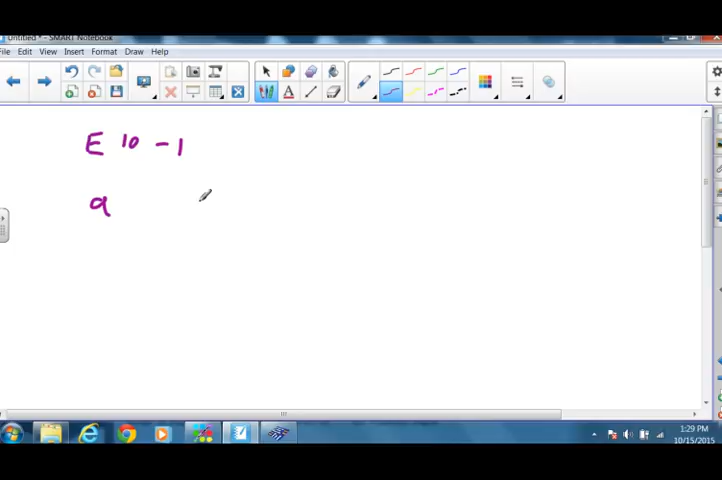 Untitled * - SMART Notebook
File Edit View Insert Format Draw Help
E 10 - 1
a
1:29 PM
10/15/2015